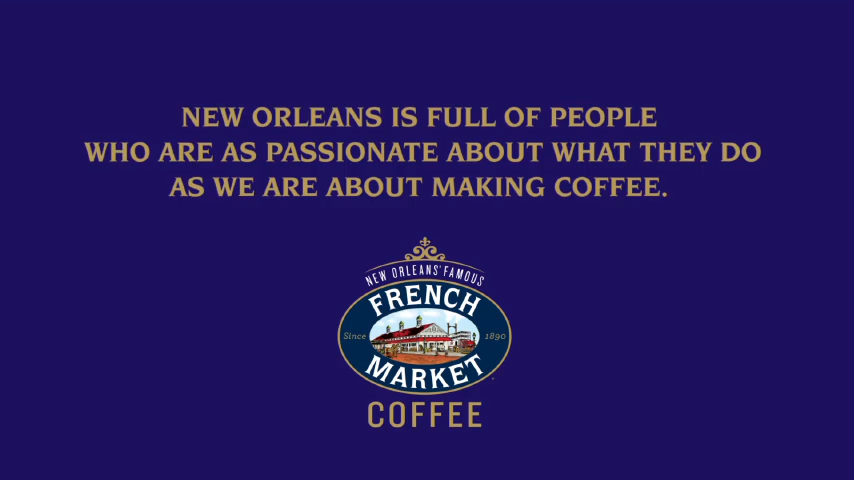 NEW ORLEANS IS FULL OF PEOPLE
WHO ARE AS PASSIONATE ABOUT WHAT THEY DO
AS WE ARE ABOUT MAKING COFFEE.
NEW ORLEANS' FAMOUS
FRENCH
Since 1890
MARKET
COFFEE